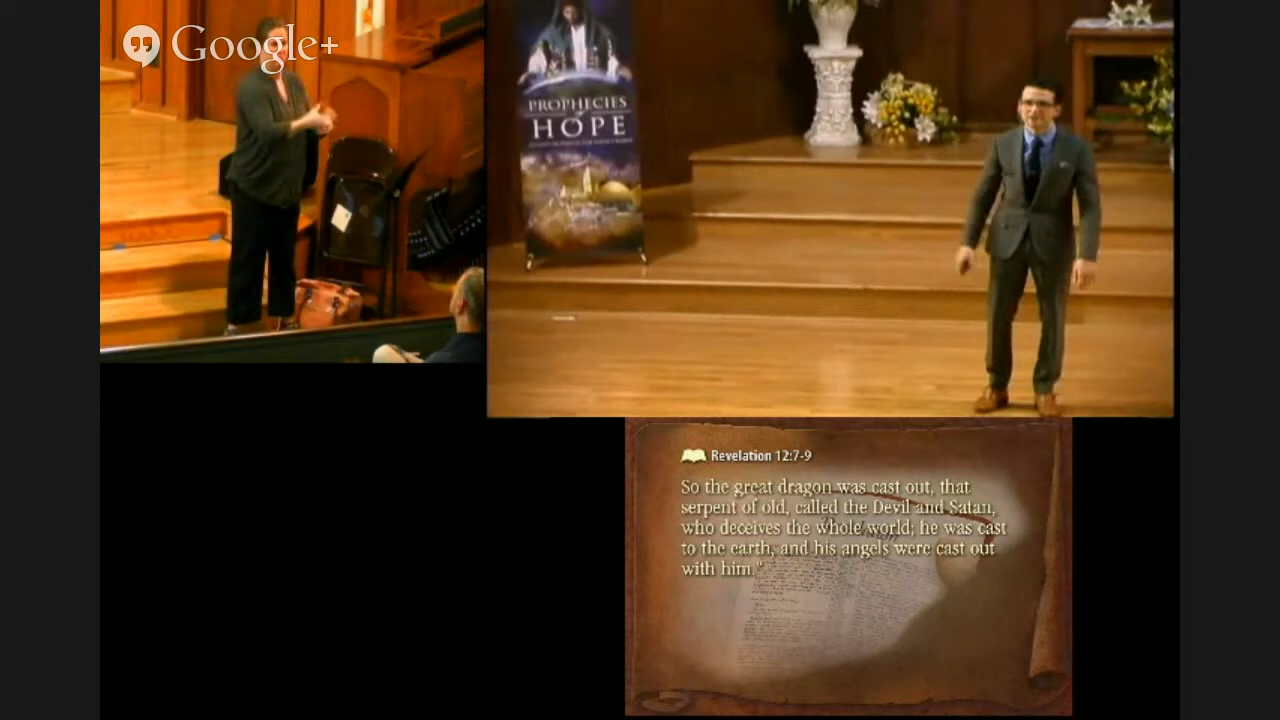 Google+
PROPHECIES
of
HOPE
Revelation 12:7-9
So the great dragon was cast out, that
serpent of old, called the Devil and Satan,
who deceives the whole world; he was cast
to the earth, and his angels were cast out
with him."